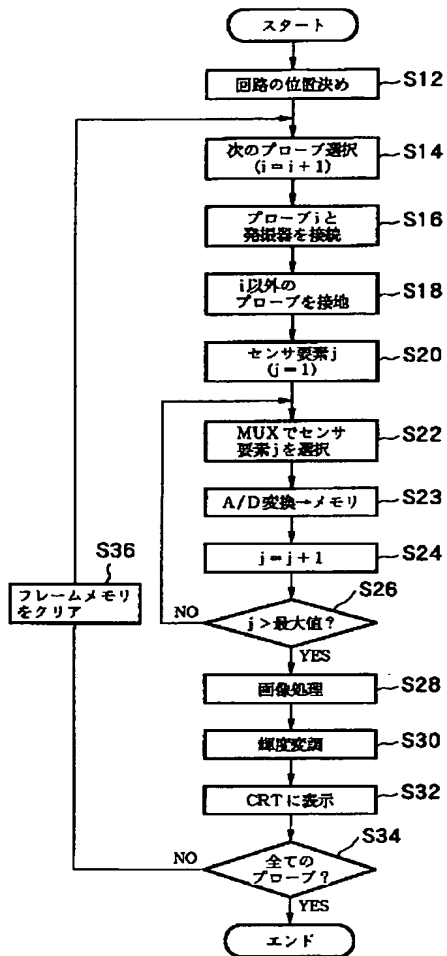 スタート
回路の位置決め
S12
次のプローブ選択
(i=i+1)
S14
プローブiと
発振器を接続
S16
i以外の
プローブを接地
S18
センサ要素j
(j=1)
S20
MUXでセンサ
要素jを選択
S22
A/D変換→メモリ
S23
j=j+1
S24
S36
フレームメモリ
をクリア
S26
j>最大値?
NO
YES
画像処理
S28
輝度変調
S30
CRTに表示
S32
S34
全ての
プローブ?
NO
YES
エンド